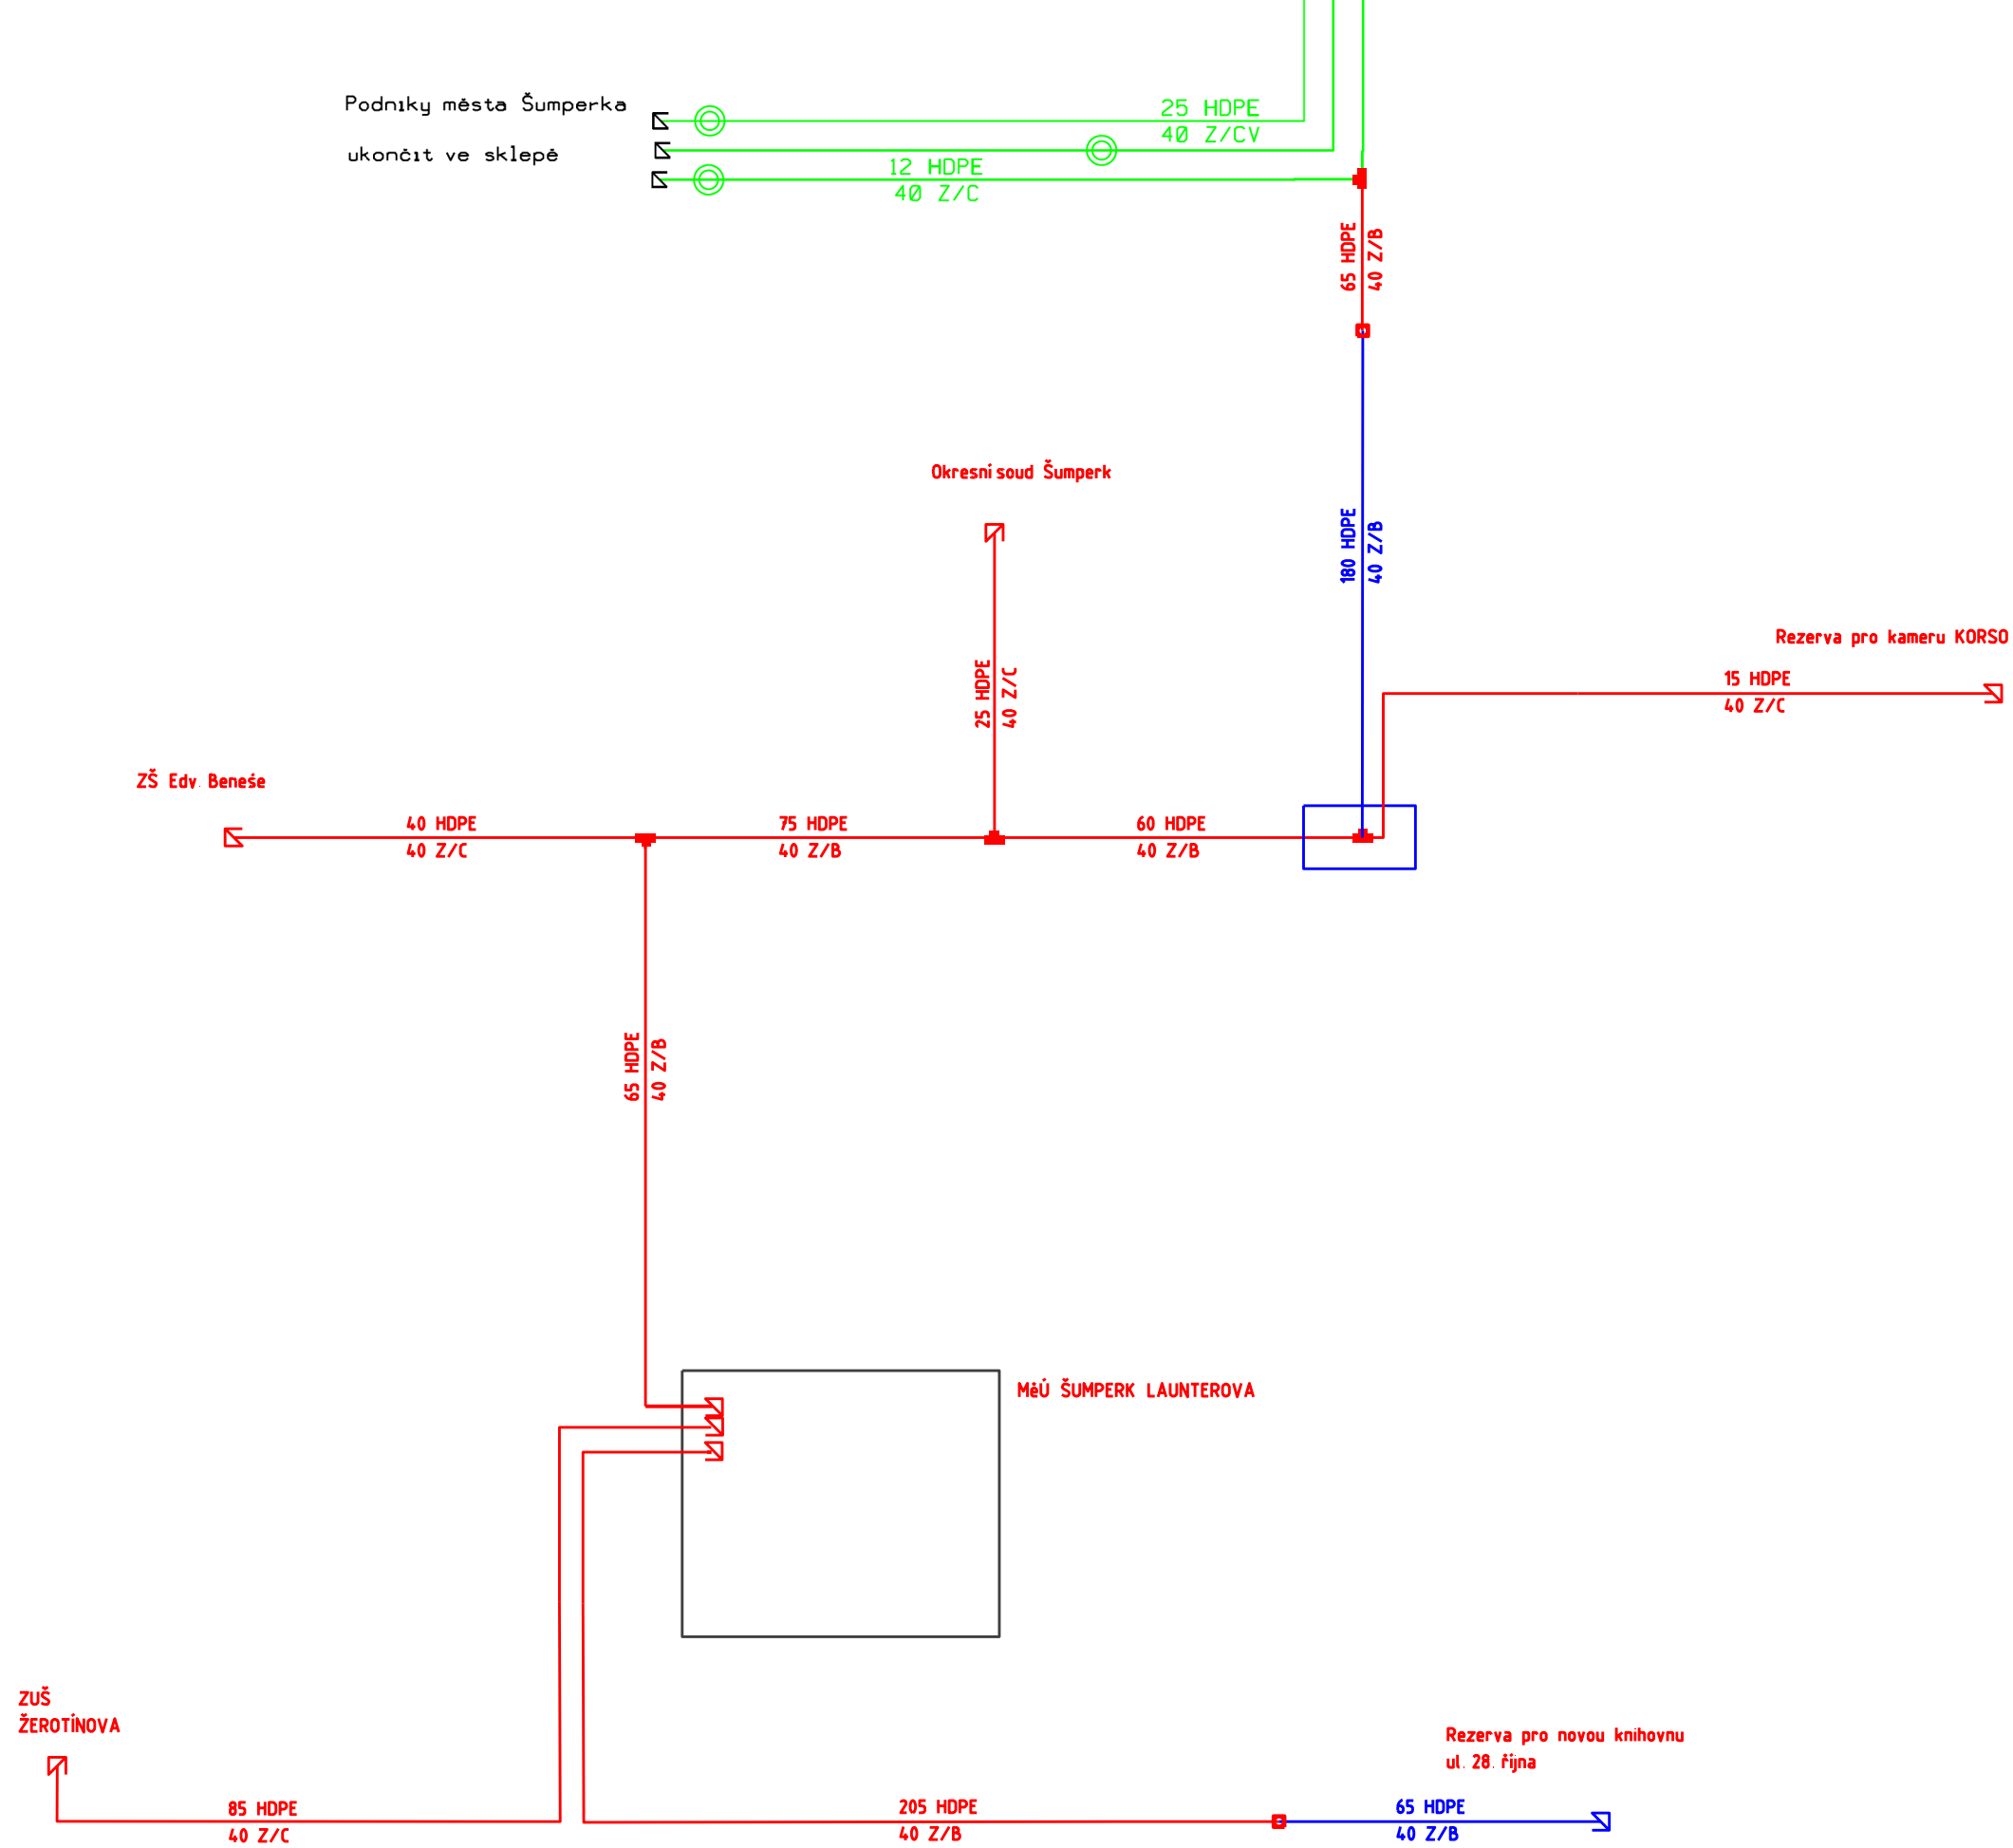 Podniky města Šumperka
25 HDPE
40 Z/CV
ukončit ve sklepě
12 HDPE
40 Z/C
65 HDPE
40 Z/B
Okresní soud Šumperk
180 HDPE
40 Z/B
Rezerva pro kameru KORSO
15 HDPE
40 Z/C
25 HDPE
40 Z/C
ZŠ Edv. Beneše
40 HDPE
40 Z/C
75 HDPE
40 Z/B
60 HDPE
40 Z/B
65 HDPE
40 Z/B
MěÚ ŠUMPERK LAUNTEROVA
ZUŠ
ŽEROTÍNOVA
85 HDPE
40 Z/C
205 HDPE
40 Z/B
Rezerva pro novou knihovnu
ul. 28. října
65 HDPE
40 Z/B